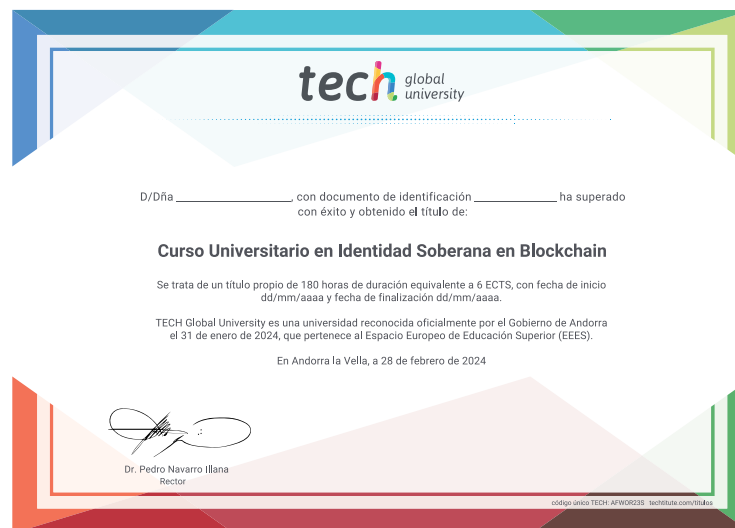 tech global
university
D/Dña ____________________, con documento de identificación ______________ ha superado
con éxito y obtenido el título de:
Curso Universitario en Identidad Soberana en Blockchain
Se trata de un título propio de 180 horas de duración equivalente a 6 ECTS, con fecha de inicio
dd/mm/aaaa y fecha de finalización dd/mm/aaaa.
TECH Global University es una universidad reconocida oficialmente por el Gobierno de Andorra
el 31 de enero de 2024, que pertenece al Espacio Europeo de Educación Superior (EEES).
En Andorra la Vella, a 28 de febrero de 2024
Dr. Pedro Navarro Illana
Rector
código único TECH: AFWOR23S techtitute.com/titulos